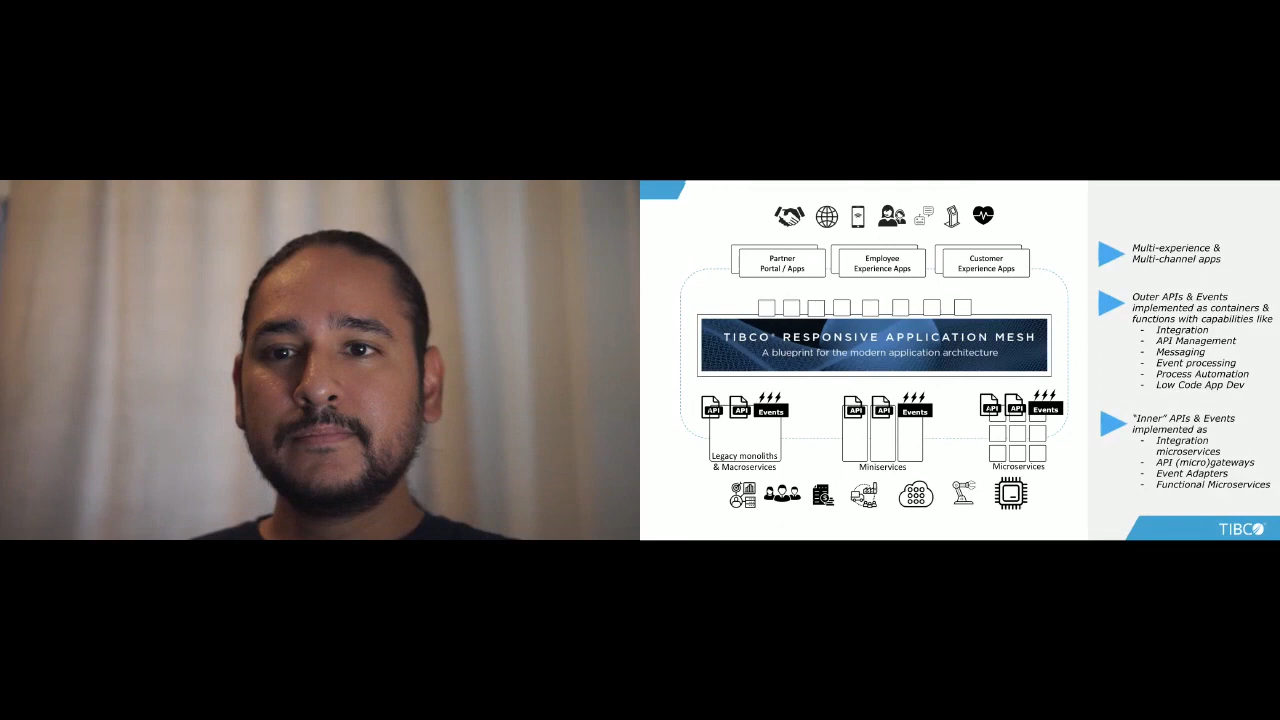 Partner
Portal / Apps
Employee
Experience Apps
Customer
Experience Apps
TIBCO® RESPONSIVE APPLICATION MESH
A blueprint for the modern application architecture
API
API
Events
API
API
Events
API
API
Events
Legacy monoliths
& Macroservices
Miniservices
Microservices
Multi-experience &
Multi-channel apps
Outer APIs & Events
implemented as containers &
functions with capabilities like
- Integration
- API Management
- Messaging
- Event processing
- Process Automation
- Low Code App Dev
“Inner” APIs & Events
implemented as
- Integration
microservices
- API (micro)gateways
- Event Adapters
- Functional Microservices
TIBCO